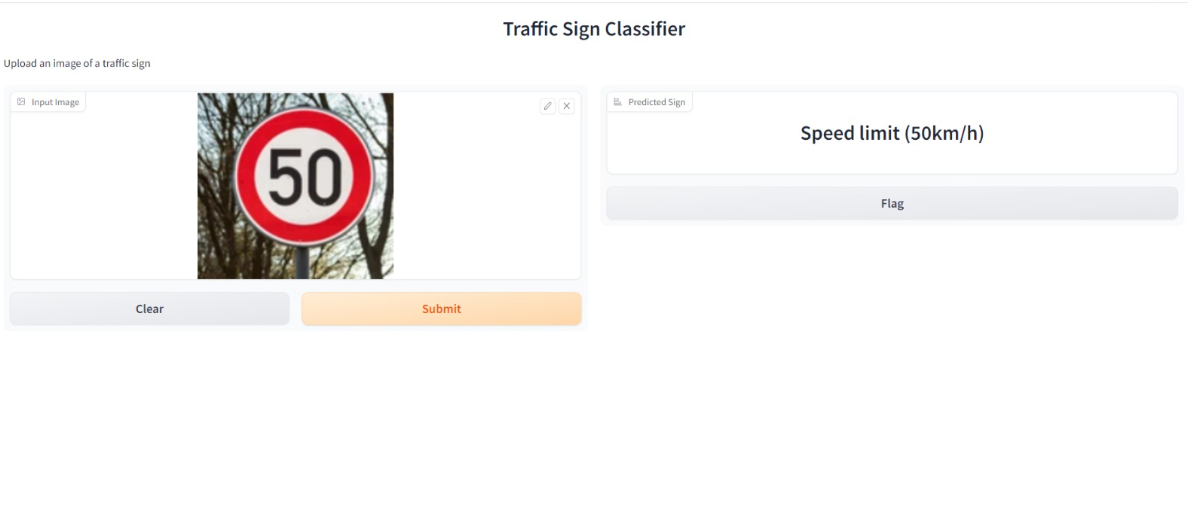 Traffic Sign Classifier
Upload an image of a traffic sign
Input Image
50
Clear
Submit
Predicted Sign
Speed limit (50km/h)
Flag